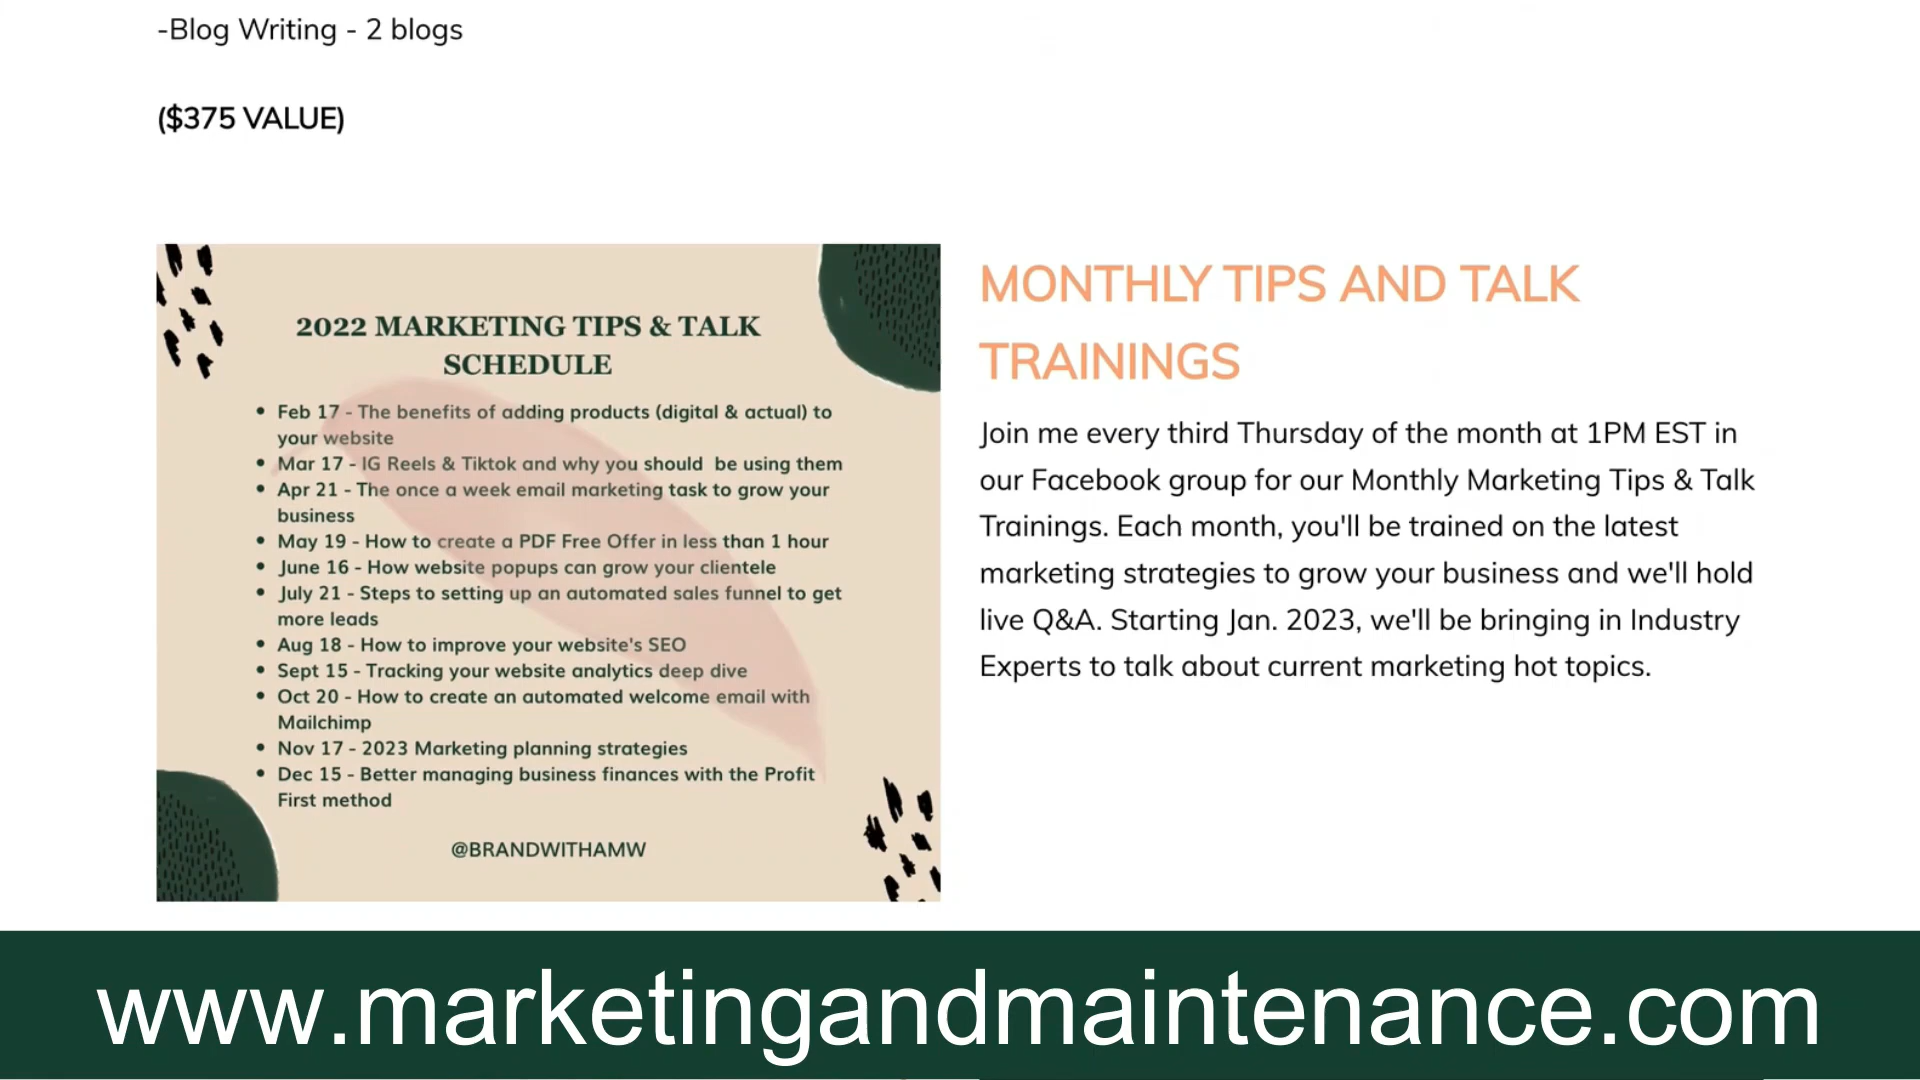 -Blog Writing - 2 blogs
($375 VALUE)
2022 MARKETING TIPS & TALK
SCHEDULE
• Feb 17 - The benefits of adding products (digital & actual) to
your website
• Mar 17 - IG Reels & Tiktok and why you should be using them
• Apr 21 - The once a week email marketing task to grow your
business
• May 19 - How to create a PDF Free Offer in less than 1 hour
• June 16 - How website popups can grow your clientele
• July 21 - Steps to setting up an automated sales funnel to get
more leads
• Aug 18 - How to improve your website's SEO
• Sept 15 - Tracking your website analytics deep dive
• Oct 20 - How to create an automated welcome email with
Mailchimp
• Nov 17 - 2023 Marketing planning strategies
• Dec 15 - Better managing business finances with the Profit
First method
@BRANDWITHAMW
MONTHLY TIPS AND TALK
TRAININGS
Join me every third Thursday of the month at 1PM EST in
our Facebook group for our Monthly Marketing Tips & Talk
Trainings. Each month, you'll be trained on the latest
marketing strategies to grow your business and we'll hold
live Q&A. Starting Jan. 2023, we'll be bringing in Industry
Experts to talk about current marketing hot topics.
www.marketingandmaintenance.com